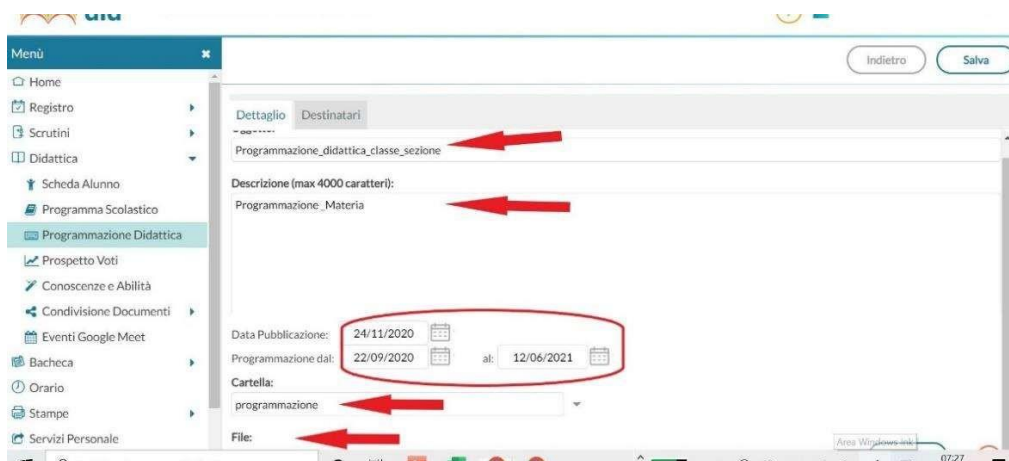 Menù
Indietro Salva
Home
Registro
Dettaglio Destinatari
Scrutini
Programmazione_didattica_classe_sezione
Didattica
Scheda Alunno
Descrizione (max 4000 caratteri):
Programma Scolastico
Programmazione_Materia
Programmazione Didattica
Prospetto Voti
Conoscenze e Abilità
Condivisione Documenti
Eventi Google Meet
Data Pubblicazione: 24/11/2020
Bacheca
Programmazione dal: 22/09/2020 al: 12/06/2021
Orario
Cartella:
Stampe
programmazione
Servizi Personale
File:
Area Windows Ink
07:27